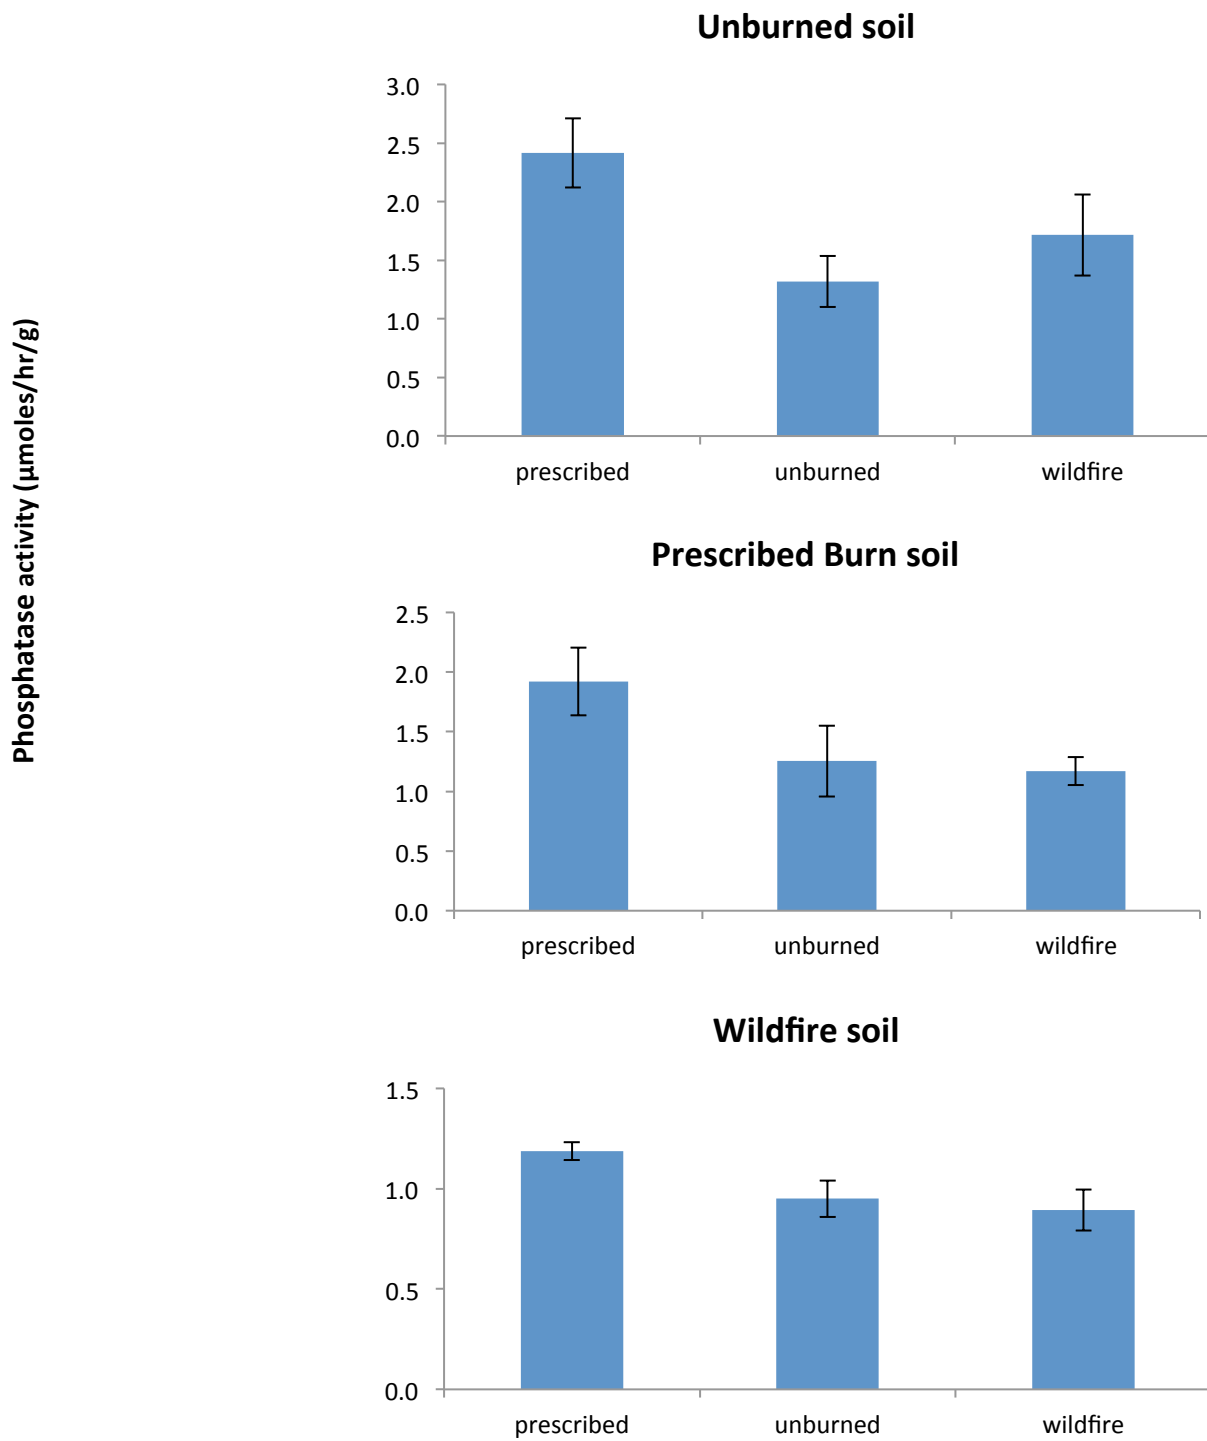 Phosphatase activity (μmoles/hr/g)
Unburned soil
3.0
2.5
2.0
1.5
1.0
0.5
0.0
prescribed unburned wildfire
Prescribed Burn soil
2.5
2.0
1.5
1.0
0.5
0.0
prescribed unburned wildfire
Wildfire soil
1.5
1.0
0.5
0.0
prescribed unburned wildfire